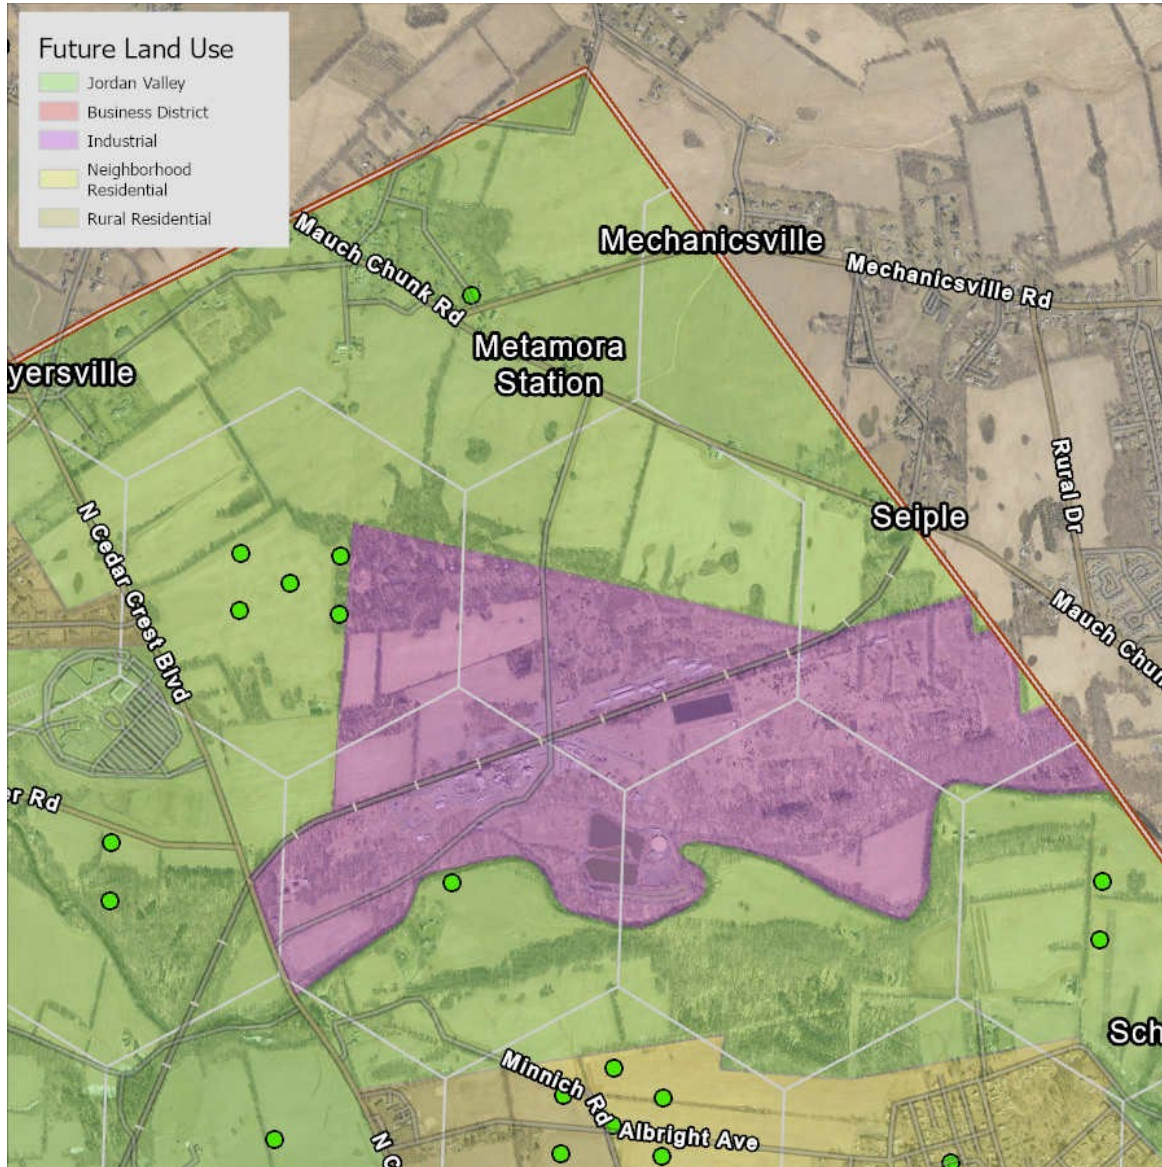 Future Land Use
Jordan Valley
Business District
Industrial
Neighborhood
Residential
Rural Residential
Mauch Chunk Rd
Mechanicsville
Mechanicsville Rd
Metamora
Station
yersville
Rural Dr
N Cedar Crest Blvd
Seiple
Mauch Chun
er Rd
Sch
Minnich Rd
Albright Ave
N C